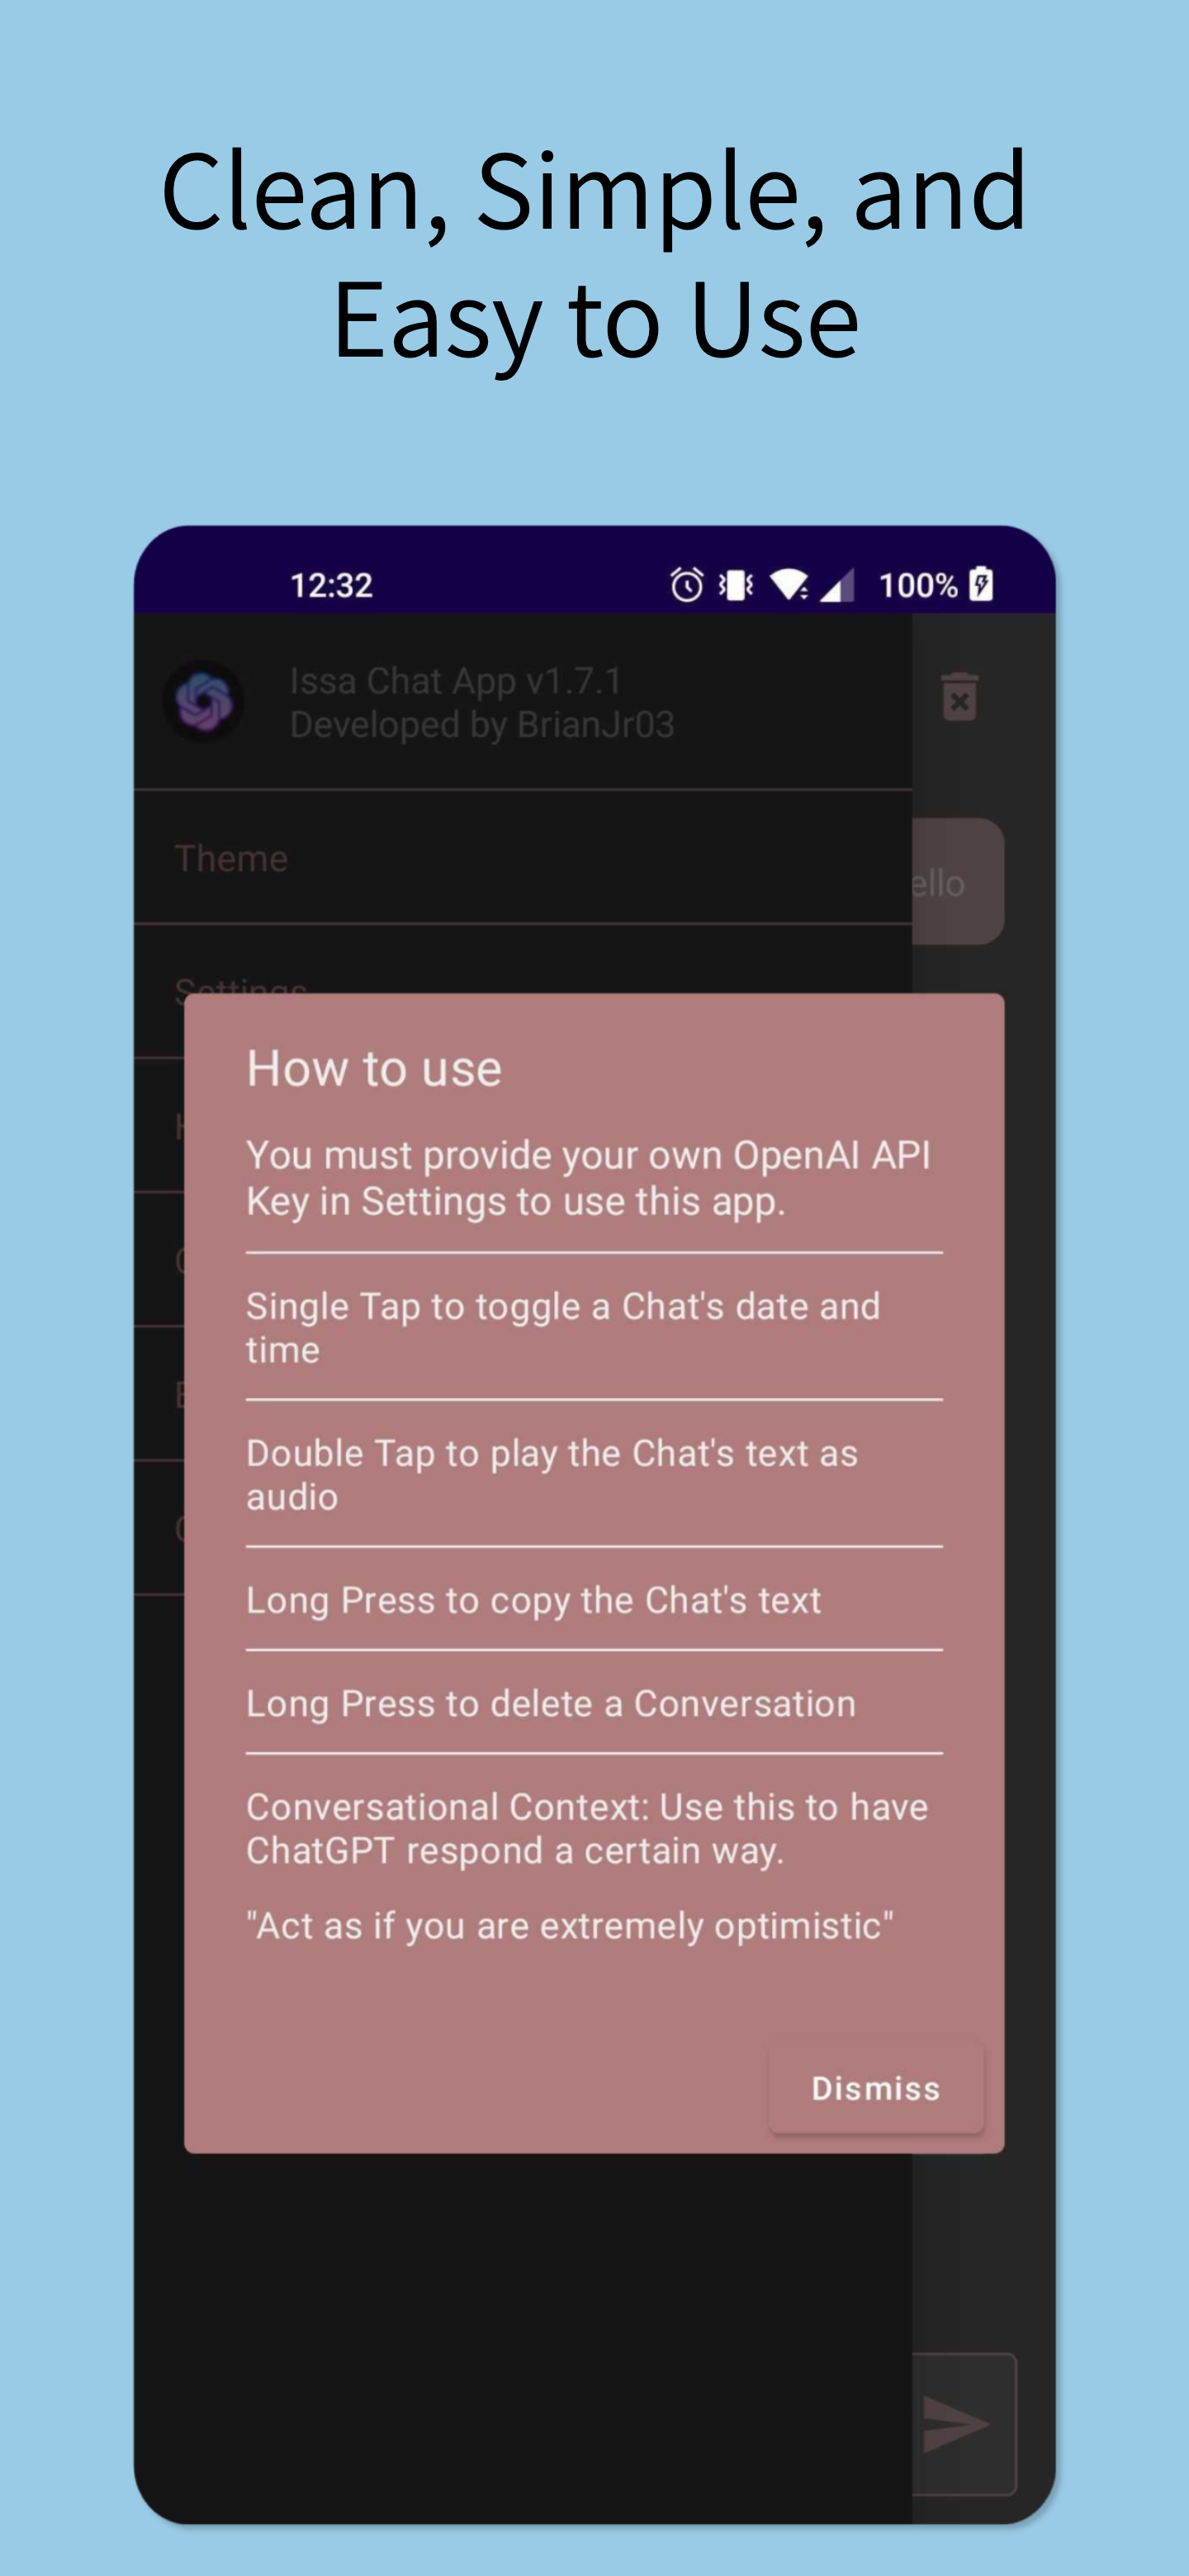 Clean, Simple, and
Easy to Use
12:32
100%
Issa Chat App v1.7.1
Developed by BrianJr03
Theme
ello
Settings
How to use
You must provide your own OpenAI API
Key in Settings to use this app.
Single Tap to toggle a Chat's date and
time
Double Tap to play the Chat's text as
audio
Long Press to copy the Chat's text
Long Press to delete a Conversation
Conversational Context: Use this to have
ChatGPT respond a certain way.
"Act as if you are extremely optimistic"
Dismiss